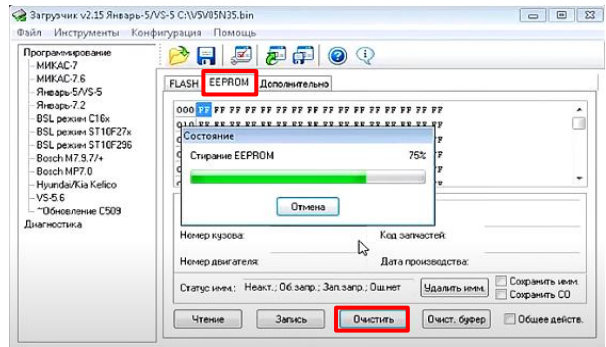 Загрузчик v2.15 Январь-5/VS-5 C:\V5V05N35.bin
Файл Инструменты Конфигурация Помощь
Программирование
МИКАС-7
МИКАС-7.6
Январь-5/VS-5
Январь-7.2
BSL режим C16x
BSL режим ST10F27x
BSL режим ST10F296
Bosch M7.9.7/+
Bosch MP7.0
Hyundai/Kia Kefico
VS-5.6
"Обновление C509
Диагностика
FLASH EEPROM Дополнительно
000 FF FF FF FF FF FF FF FF FF FF FF FF FF FF FF FF
Состояние
Стирание EEPROM 75%
Отмена
Номер кузова: Код запчастей:
Номер двигателя: Дата производства:
Статус имм.: Неакт.; Об.запр.; Зап.запр.; Ош.нет Удалить имм. Сохранить имм.
Сохранить CO
Чтение Запись Очистить Очист. буфер Общее действ.